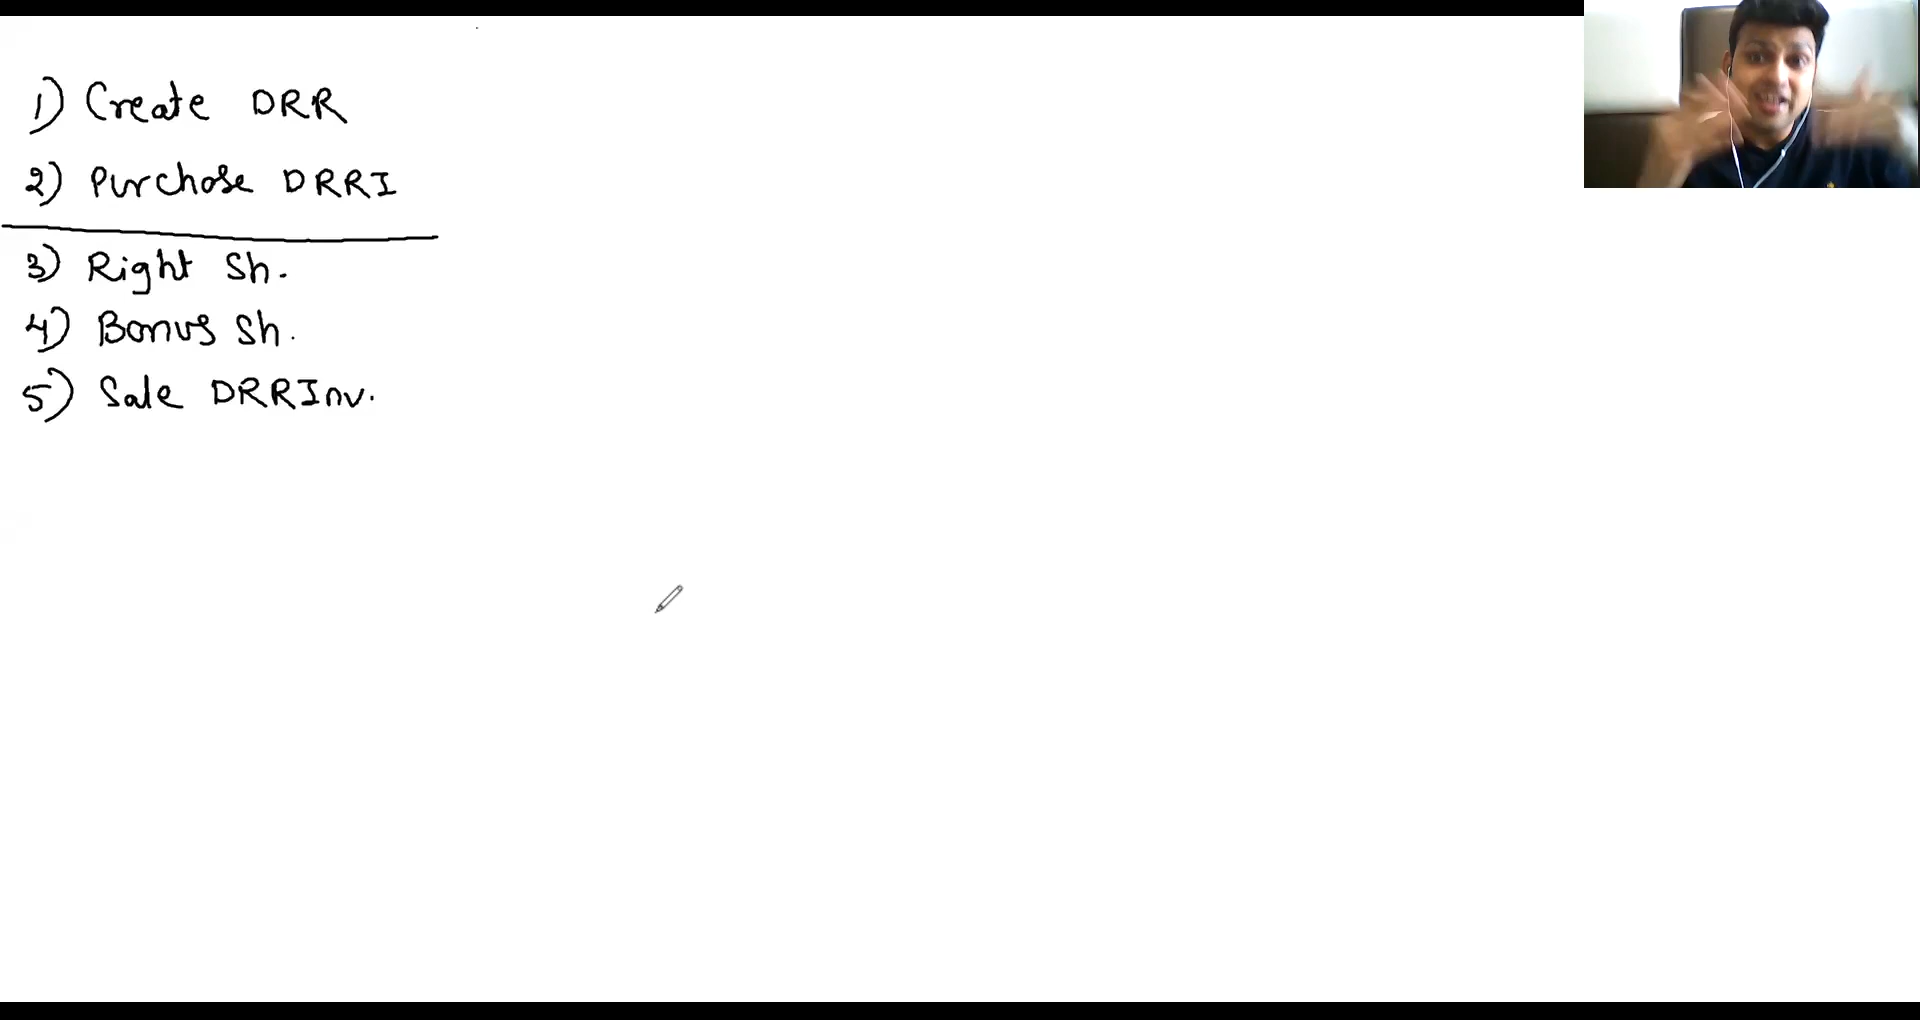 1) Create DRR
2) Purchase DRRI
3) Right Sh.
4) Bonus Sh.
5) Sale DRRInv.